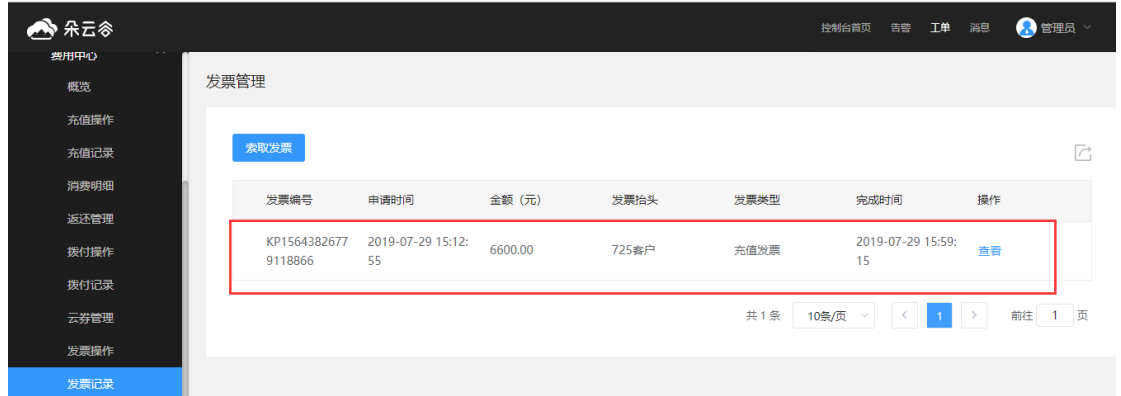 朵云谷
控制台首页 告警 工单 消息 管理员
费用中心
概览
充值操作
充值记录
消费明细
返还管理
拨付操作
拨付记录
云券管理
发票操作
发票记录
发票管理
索取发票
发票编号 申请时间 金额（元） 发票抬头 发票类型 完成时间 操作
KP1564382677 2019-07-29 15:12: 6600.00 725客户 充值发票 2019-07-29 15:59: 查看
9118866 55 15
共 1 条 10条/页 1 前往 1 页